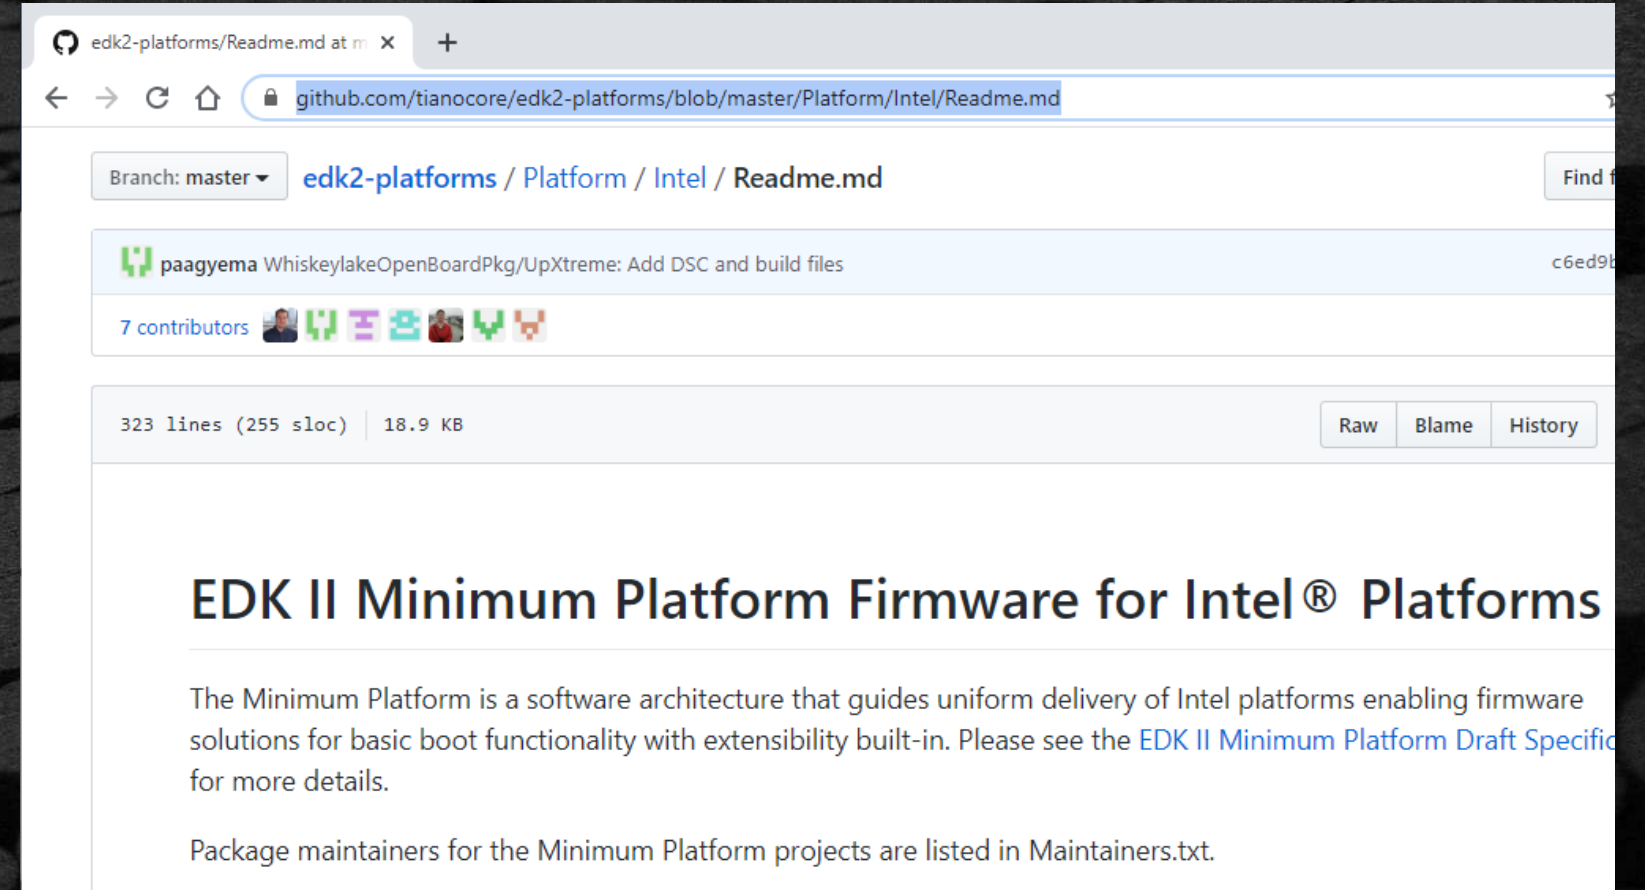 edk2-platforms/Readme.md at m
github.com/tianocore/edk2-platforms/blob/master/Platform/Intel/Readme.md
Branch: master edk2-platforms / Platform / Intel / Readme.md Find
paagyema WhiskeylakeOpenBoardPkg/UpXtreme: Add DSC and build files c6ed9
7 contributors
323 lines (255 sloc) 18.9 KB Raw Blame History
EDK II Minimum Platform Firmware for Intel® Platforms
The Minimum Platform is a software architecture that guides uniform delivery of Intel platforms enabling firmware
solutions for basic boot functionality with extensibility built-in. Please see the EDK II Minimum Platform Draft Specific
for more details.
Package maintainers for the Minimum Platform projects are listed in Maintainers.txt.